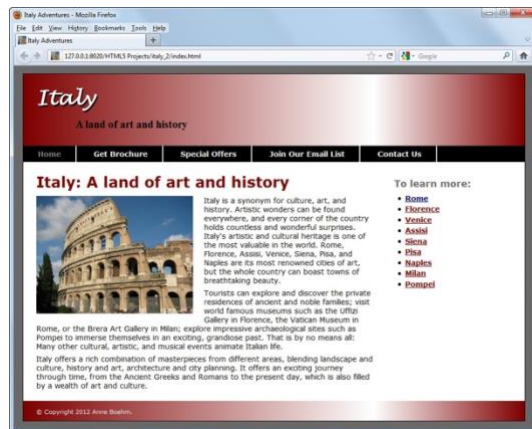 Italy Adventures - Mozilla Firefox
File Edit View History Bookmarks Tools Help
Italy Adventures
+
127.0.0.1:8020/HTML5 Projects/italy_2/index.html
Google
Italy
A land of art and history
Home Get Brochure Special Offers Join Our Email List Contact Us
Italy: A land of art and history
Italy is a synonym for culture, art, and
history. Artistic wonders can be found
everywhere, and every corner of the country
holds countless and wonderful surprises.
Italy's artistic and cultural heritage is one of
the most valuable in the world. Rome,
Florence, Assisi, Venice, Siena, Pisa, and
Naples are its most renowned cities of art,
but the whole country can boast towns of
breathtaking beauty.
Tourists can explore and discover the private
residences of ancient and noble families; visit
world famous museums such as the Uffizi
Gallery in Florence, the Vatican Museum in
Rome, or the Brera Art Gallery in Milan; explore impressive archaeological sites such as
Pompei to immerse themselves in an exciting, grandiose past. That is by no means all:
Many other cultural, artistic, and musical events animate Italian life.
Italy offers a rich combination of masterpieces from different areas, blending landscape and
culture, history and art, architecture and city planning. It offers an exciting journey
through time, from the Ancient Greeks and Romans to the present day, which is also filled
by a wealth of art and culture.
To learn more:
• Rome
• Florence
• Venice
• Assisi
• Siena
• Pisa
• Naples
• Milan
• Pompei
© Copyright 2012 Anne Boehm.